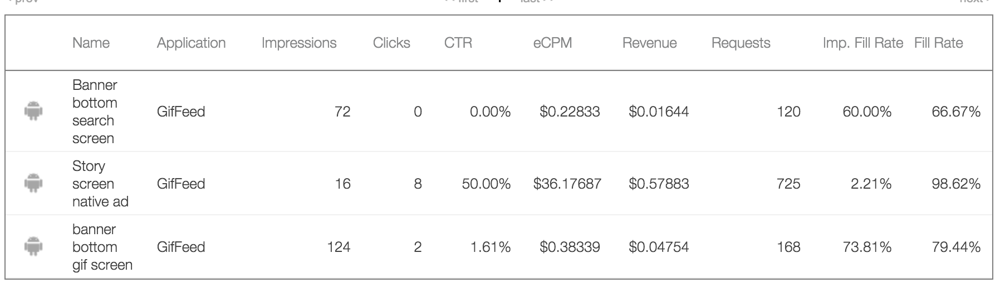 < prev << first 1 last >> next >
Name Application Impressions Clicks CTR eCPM Revenue Requests Imp. Fill Rate Fill Rate
Banner
bottom
search
screen
GifFeed 72 0 0.00% $0.22833 $0.01644 120 60.00% 66.67%
Story
screen
native ad
GifFeed 16 8 50.00% $36.17687 $0.57883 725 2.21% 98.62%
banner
bottom
gif screen
GifFeed 124 2 1.61% $0.38339 $0.04754 168 73.81% 79.44%